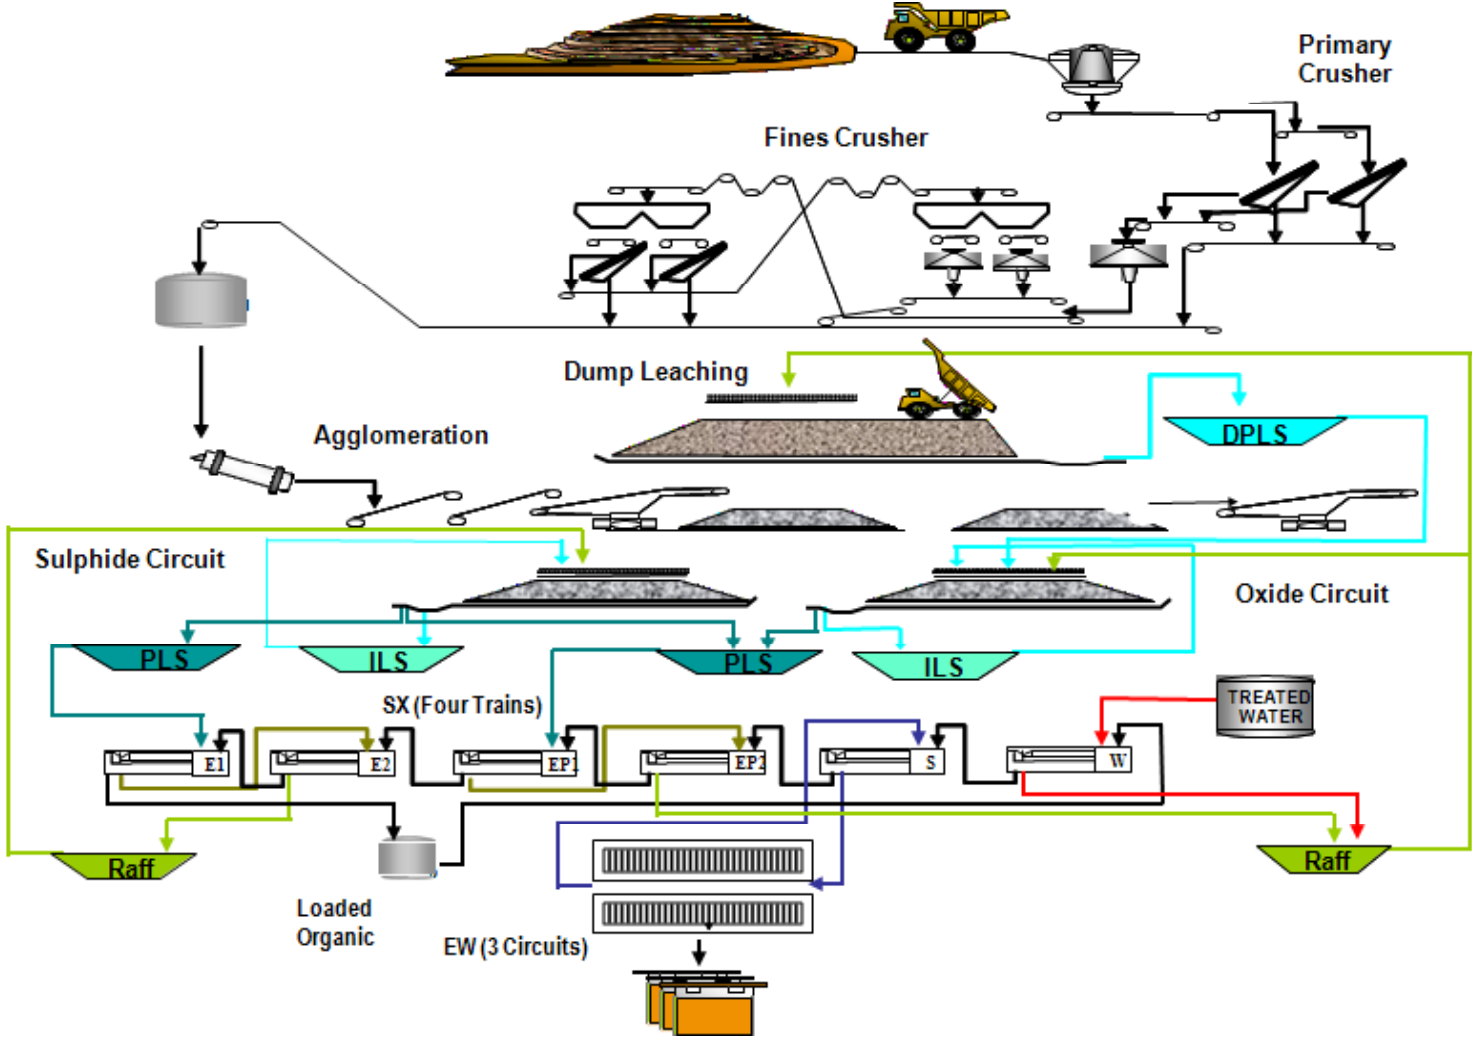 Primary
Crusher
Fines Crusher
Dump Leaching
DPLS
Agglomeration
Sulphide Circuit
Oxide Circuit
PLS
ILS
PLS
ILS
SX (Four Trains)
TREATED
WATER
E1
E2
EP1
EP2
S
W
Raff
Raff
Loaded
Organic
EW (3 Circuits)